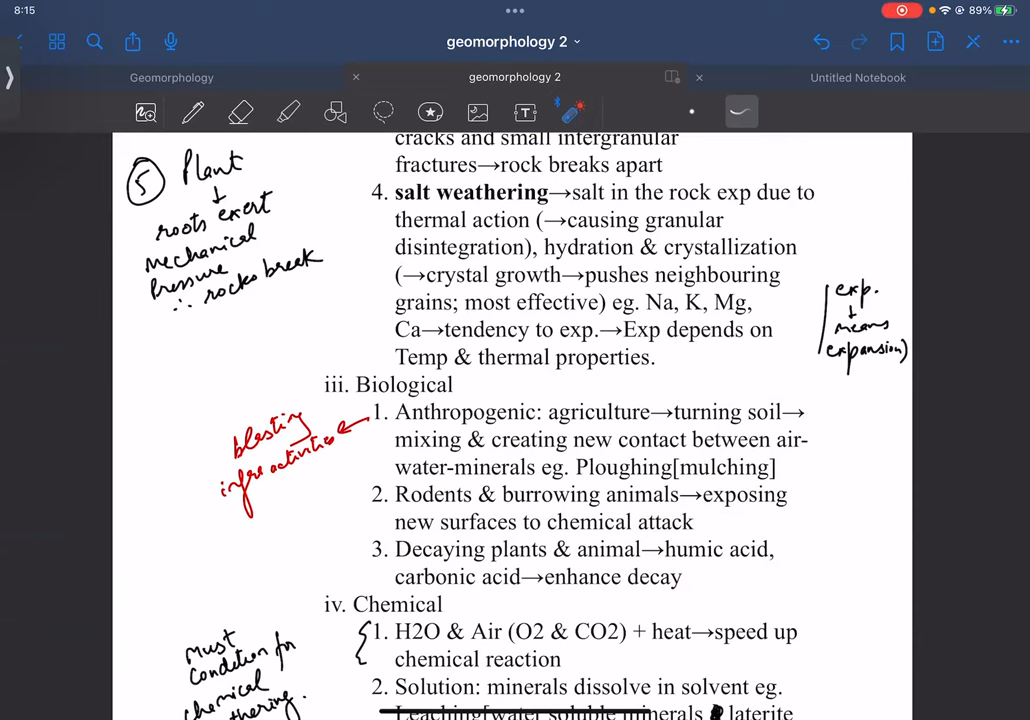 8:15
89%
geomorphology 2
Geomorphology
geomorphology 2
Untitled Notebook
cracks and small intergranular
fractures→rock breaks apart
4. salt weathering→salt in the rock exp due to
thermal action (→causing granular
disintegration), hydration & crystallization
(→crystal growth→pushes neighbouring
grains; most effective) eg. Na, K, Mg,
Ca→tendency to exp.→Exp depends on
Temp & thermal properties.
5 Plant
↓
roots exert
mechanical
Pressure
∴ rocks break
exp.
↓
means
expansion)
iii. Biological
1. Anthropogenic: agriculture→turning soil→
mixing & creating new contact between air-
water-minerals eg. Ploughing[mulching]
blasting
infra activities
2. Rodents & burrowing animals→exposing
new surfaces to chemical attack
3. Decaying plants & animal→humic acid,
carbonic acid→enhance decay
iv. Chemical
1. H2O & Air (O2 & CO2) + heat→speed up
chemical reaction
Must
Condition for
chemical
2. Solution: minerals dissolve in solvent eg.
Leaching[water soluble minerals laterite